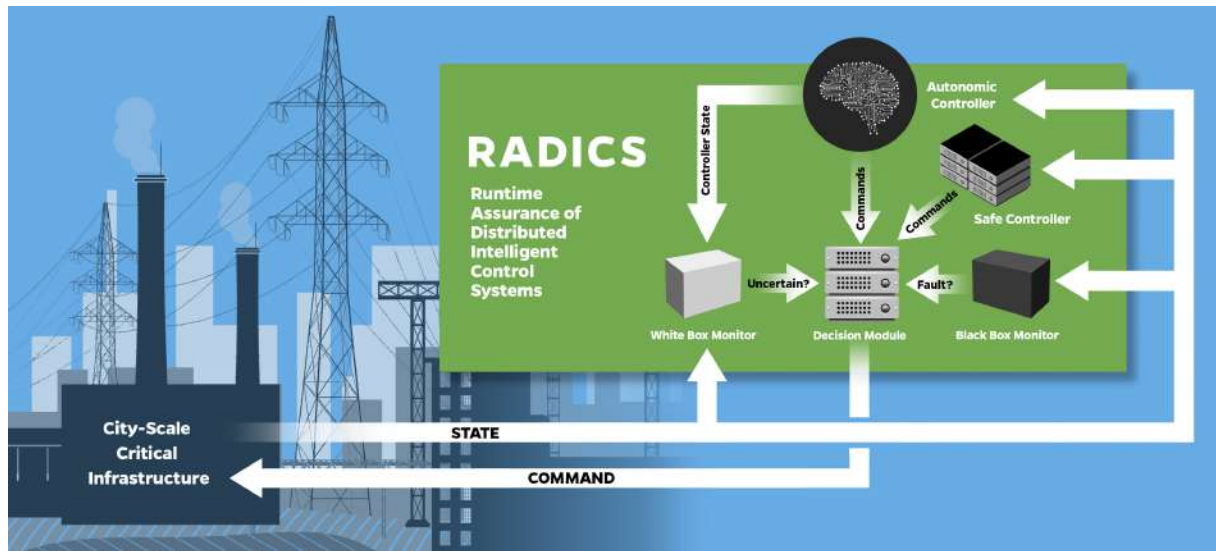 RADICS
Runtime
Assurance of
Distributed
Intelligent
Control
Systems
Controller State
Autonomic
Controller
Commands
Commands
Safe Controller
Uncertain?
Fault?
White Box Monitor
Decision Module
Black Box Monitor
City-Scale
Critical
Infrastructure
STATE
COMMAND